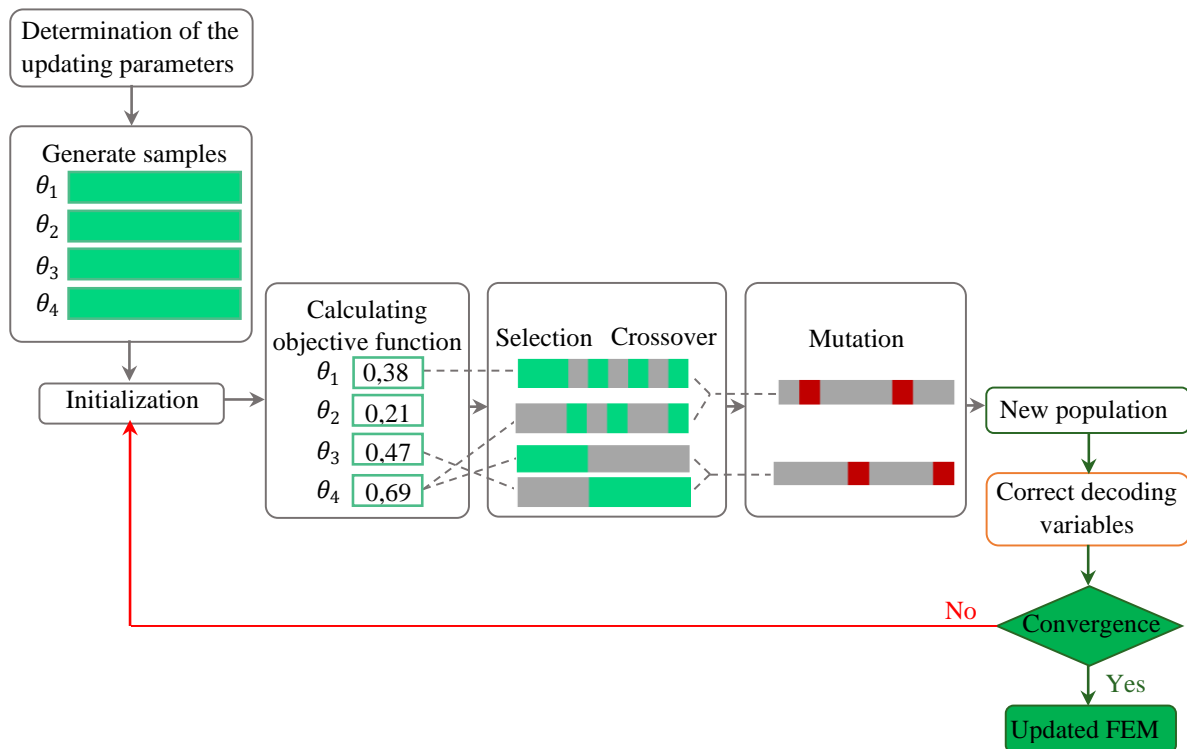 Determination of the
updating parameters
Generate samples
θ1
θ2
θ3
θ4
Initialization
Calculating
objective function
θ1 0,38
θ2 0,21
θ3 0,47
θ4 0,69
Selection Crossover
Mutation
New population
Correct decoding
variables
Convergence
No
Yes
Updated FEM